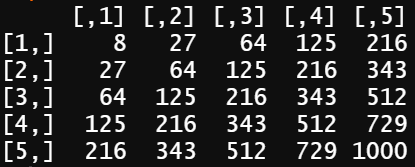 [,1] [,2] [,3] [,4] [,5]
[1,] 8 27 64 125 216
[2,] 27 64 125 216 343
[3,] 64 125 216 343 512
[4,] 125 216 343 512 729
[5,] 216 343 512 729 1000